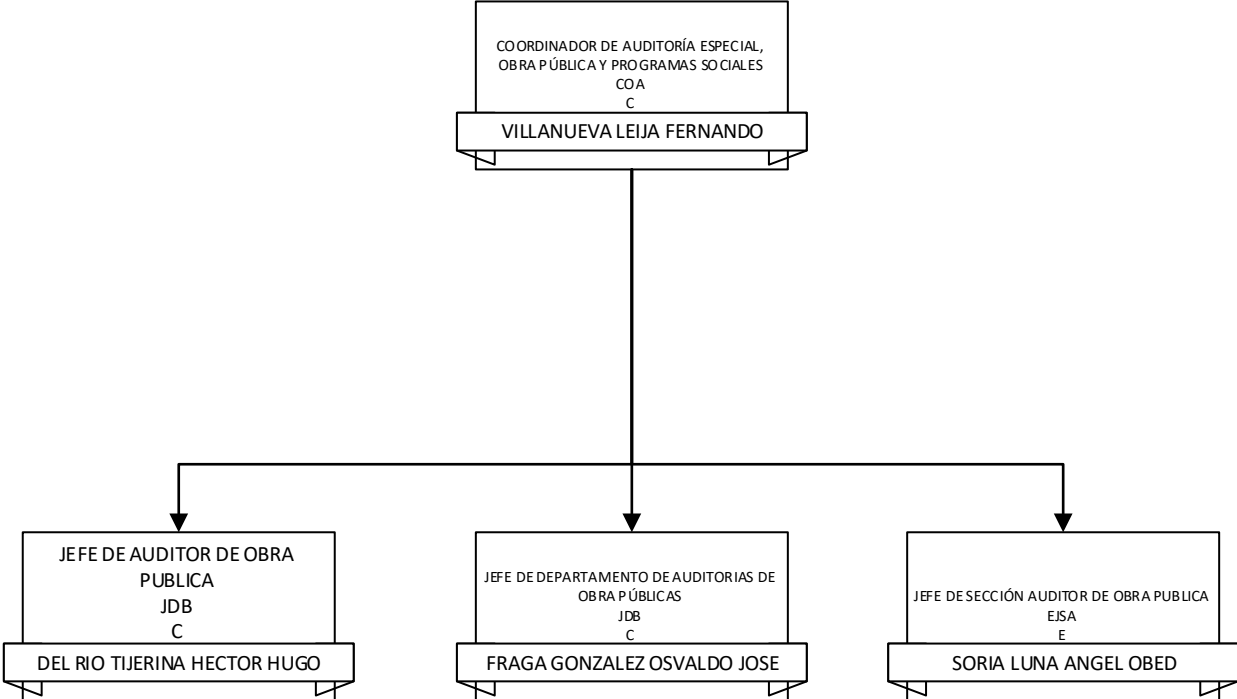 COORDINADOR DE AUDITORÍA ESPECIAL,
OBRA PÚBLICA Y PROGRAMAS SOCIALES
COA
C
VILLANUEVA LEIJA FERNANDO
JEFE DE AUDITOR DE OBRA
PUBLICA
JDB
C
DEL RIO TIJERINA HECTOR HUGO
JEFE DE DEPARTAMENTO DE AUDITORIAS DE
OBRA PÚBLICAS
JDB
C
FRAGA GONZALEZ OSVALDO JOSE
JEFE DE SECCIÓN AUDITOR DE OBRA PUBLICA
EJSA
E
SORIA LUNA ANGEL OBED